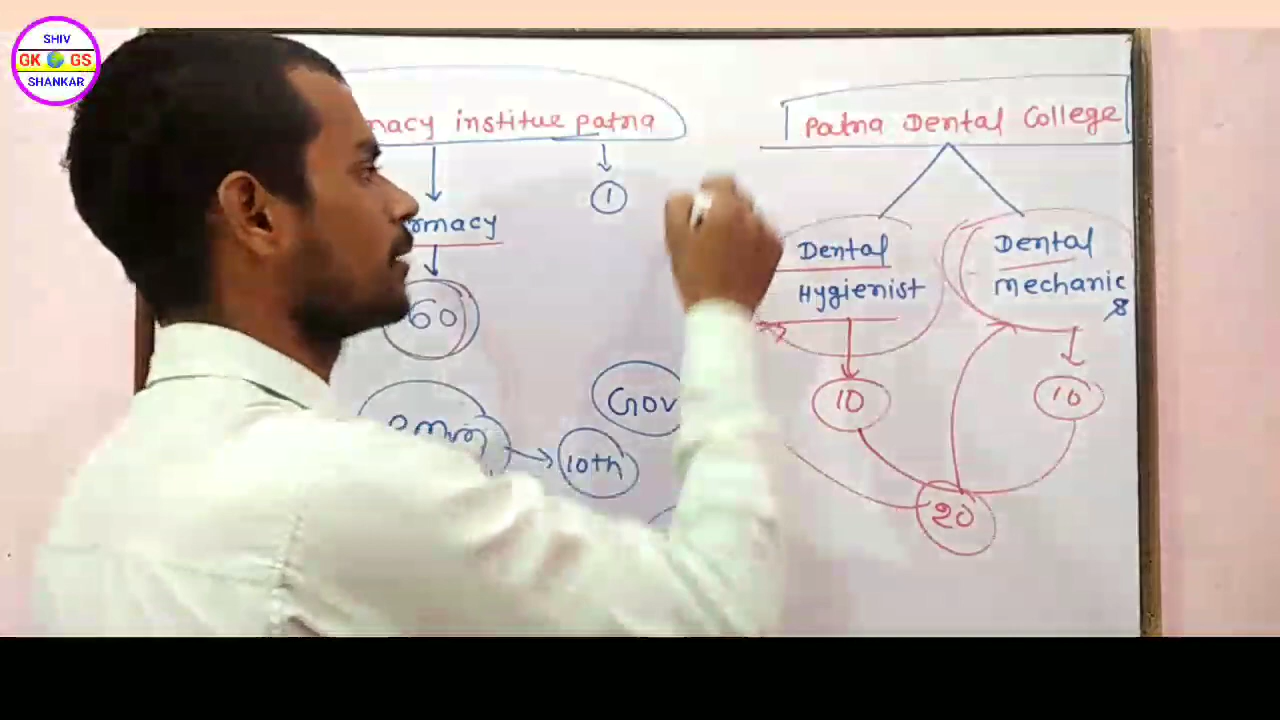 SHIV
GK GS
SHANKAR
macy institue patna
1
rmacy
60
10th
Gov
Patna Dental College
Dental
Hygienist
10
Dental
mechanic
10
20